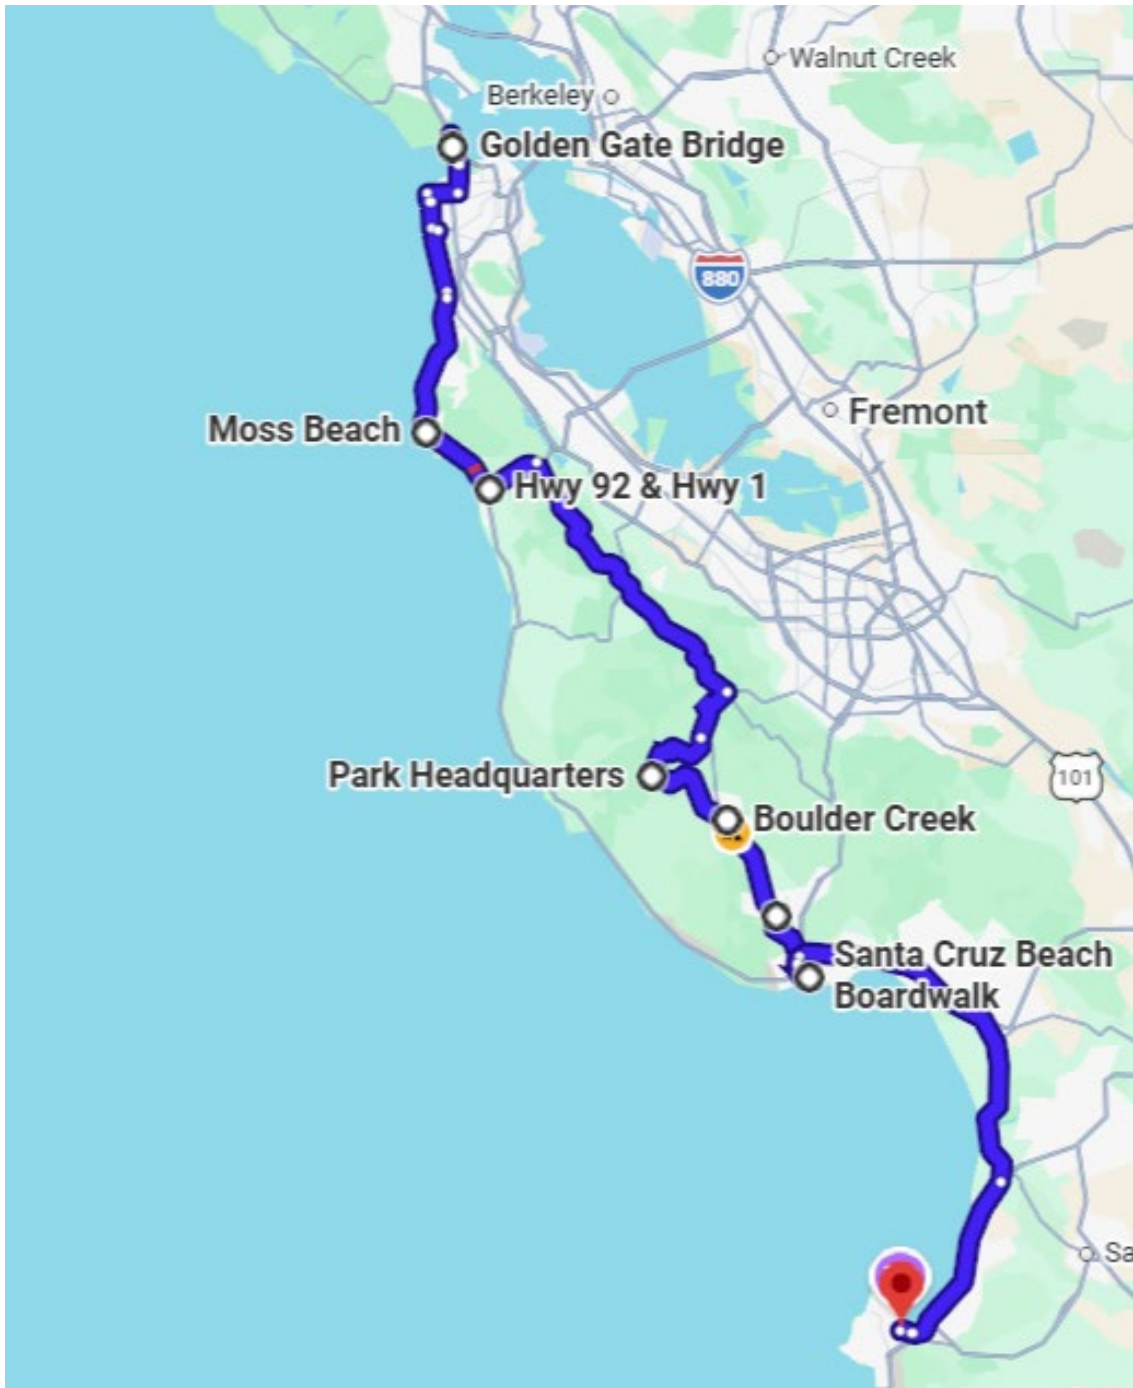 Walnut Creek
Berkeley
Golden Gate Bridge
880
Fremont
Moss Beach
Hwy 92 & Hwy 1
Park Headquarters
101
Boulder Creek
Santa Cruz Beach
Boardwalk
Sa